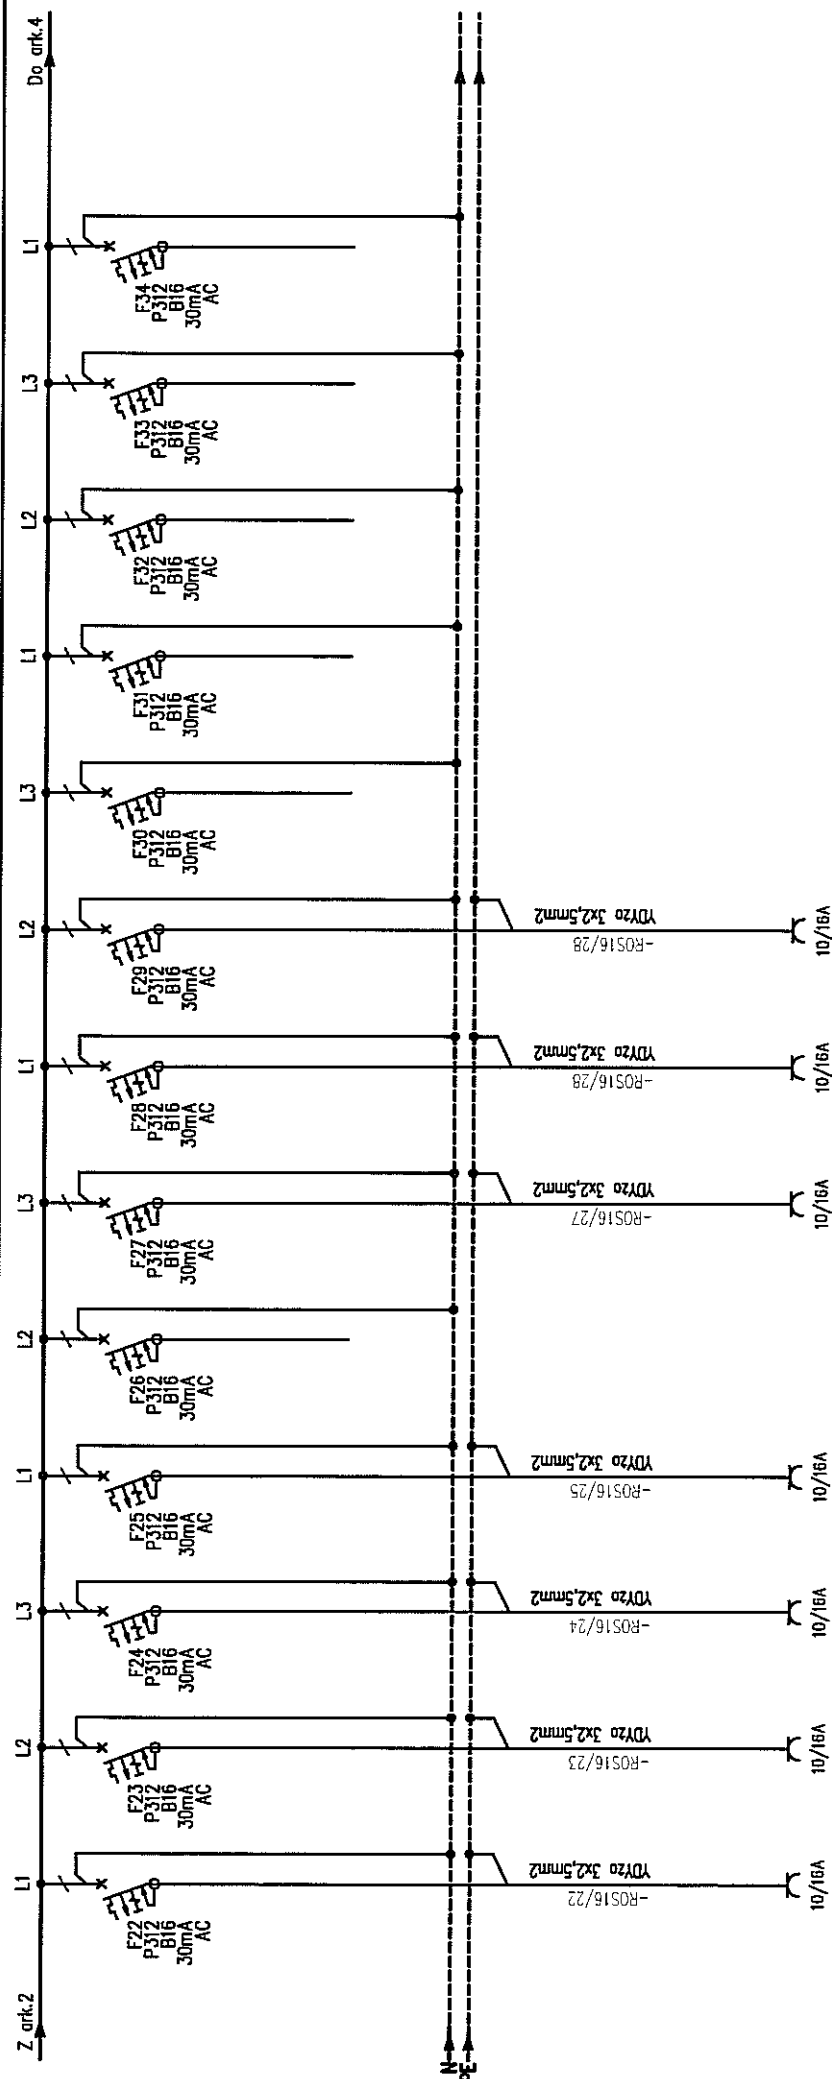 Z ark.2
L1
F22
P312
B16
30mA
AC
L2
F23
P312
B16
30mA
AC
L3
F24
P312
B16
30mA
AC
L1
F25
P312
B16
30mA
AC
L2
F26
P312
B16
30mA
AC
L3
F27
P312
B16
30mA
AC
L1
F28
P312
B16
30mA
AC
L2
F29
P312
B16
30mA
AC
L3
F30
P312
B16
30mA
AC
L1
F31
P312
B16
30mA
AC
L2
F32
P312
B16
30mA
AC
L3
F33
P312
B16
30mA
AC
L1
F34
P312
B16
30mA
AC
Do ark.4
N
PE
YDYżo 3x2,5mm2
-ROS16/22
10/16A
YDYżo 3x2,5mm2
-ROS16/23
10/16A
YDYżo 3x2,5mm2
-ROS16/24
10/16A
YDYżo 3x2,5mm2
-ROS16/25
10/16A
YDYżo 3x2,5mm2
-ROS16/27
10/16A
YDYżo 3x2,5mm2
-ROS16/28
10/16A
YDYżo 3x2,5mm2
-ROS16/28
10/16A